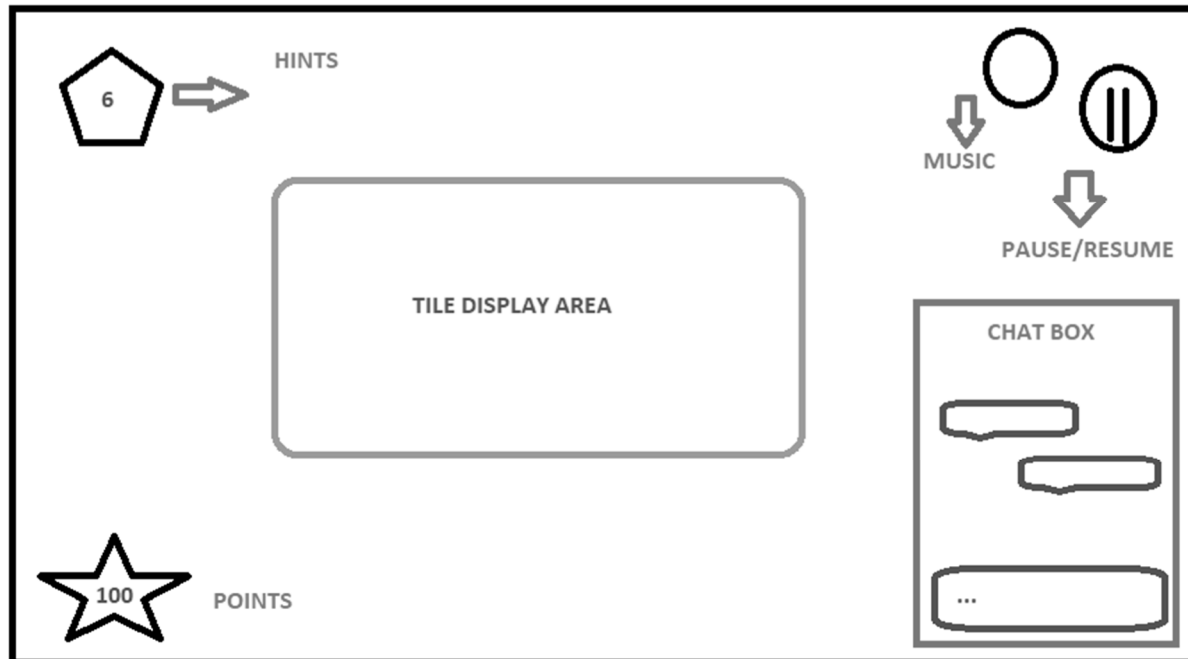 HINTS
6
MUSIC
PAUSE/RESUME
TILE DISPLAY AREA
CHAT BOX
...
100
POINTS